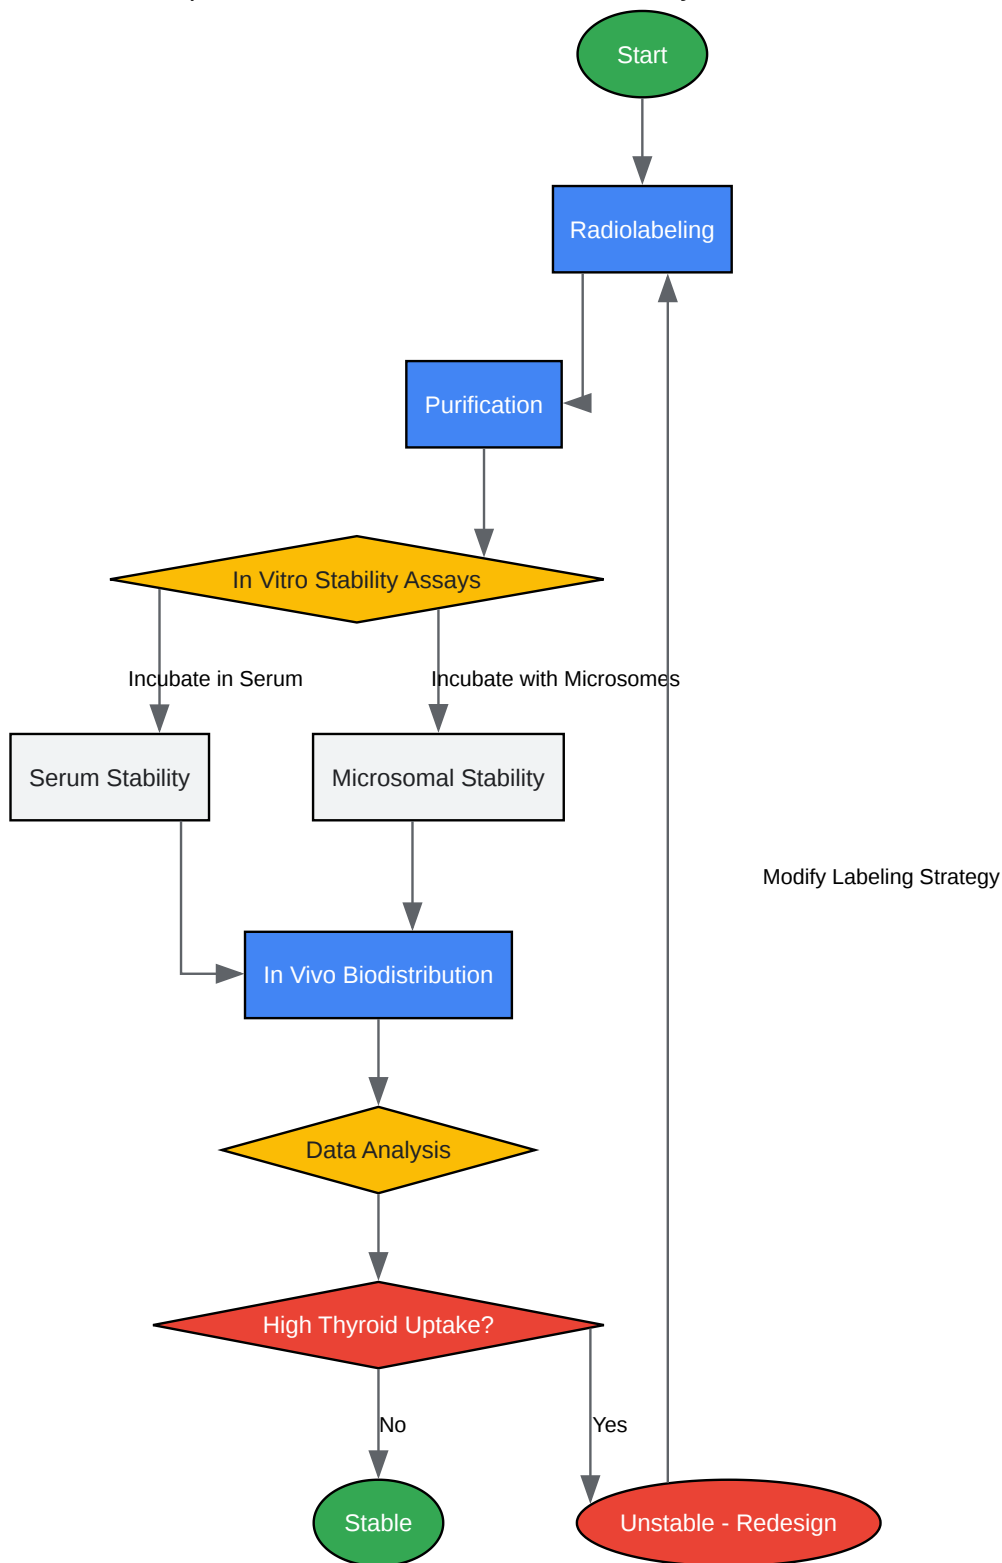 Start
Radiolabeling
Purification
In Vitro Stability Assays
Incubate in Serum
Incubate with Microsomes
Serum Stability
Microsomal Stability
Modify Labeling Strategy
In Vivo Biodistribution
Data Analysis
High Thyroid Uptake?
No
Yes
Stable
Unstable - Redesign